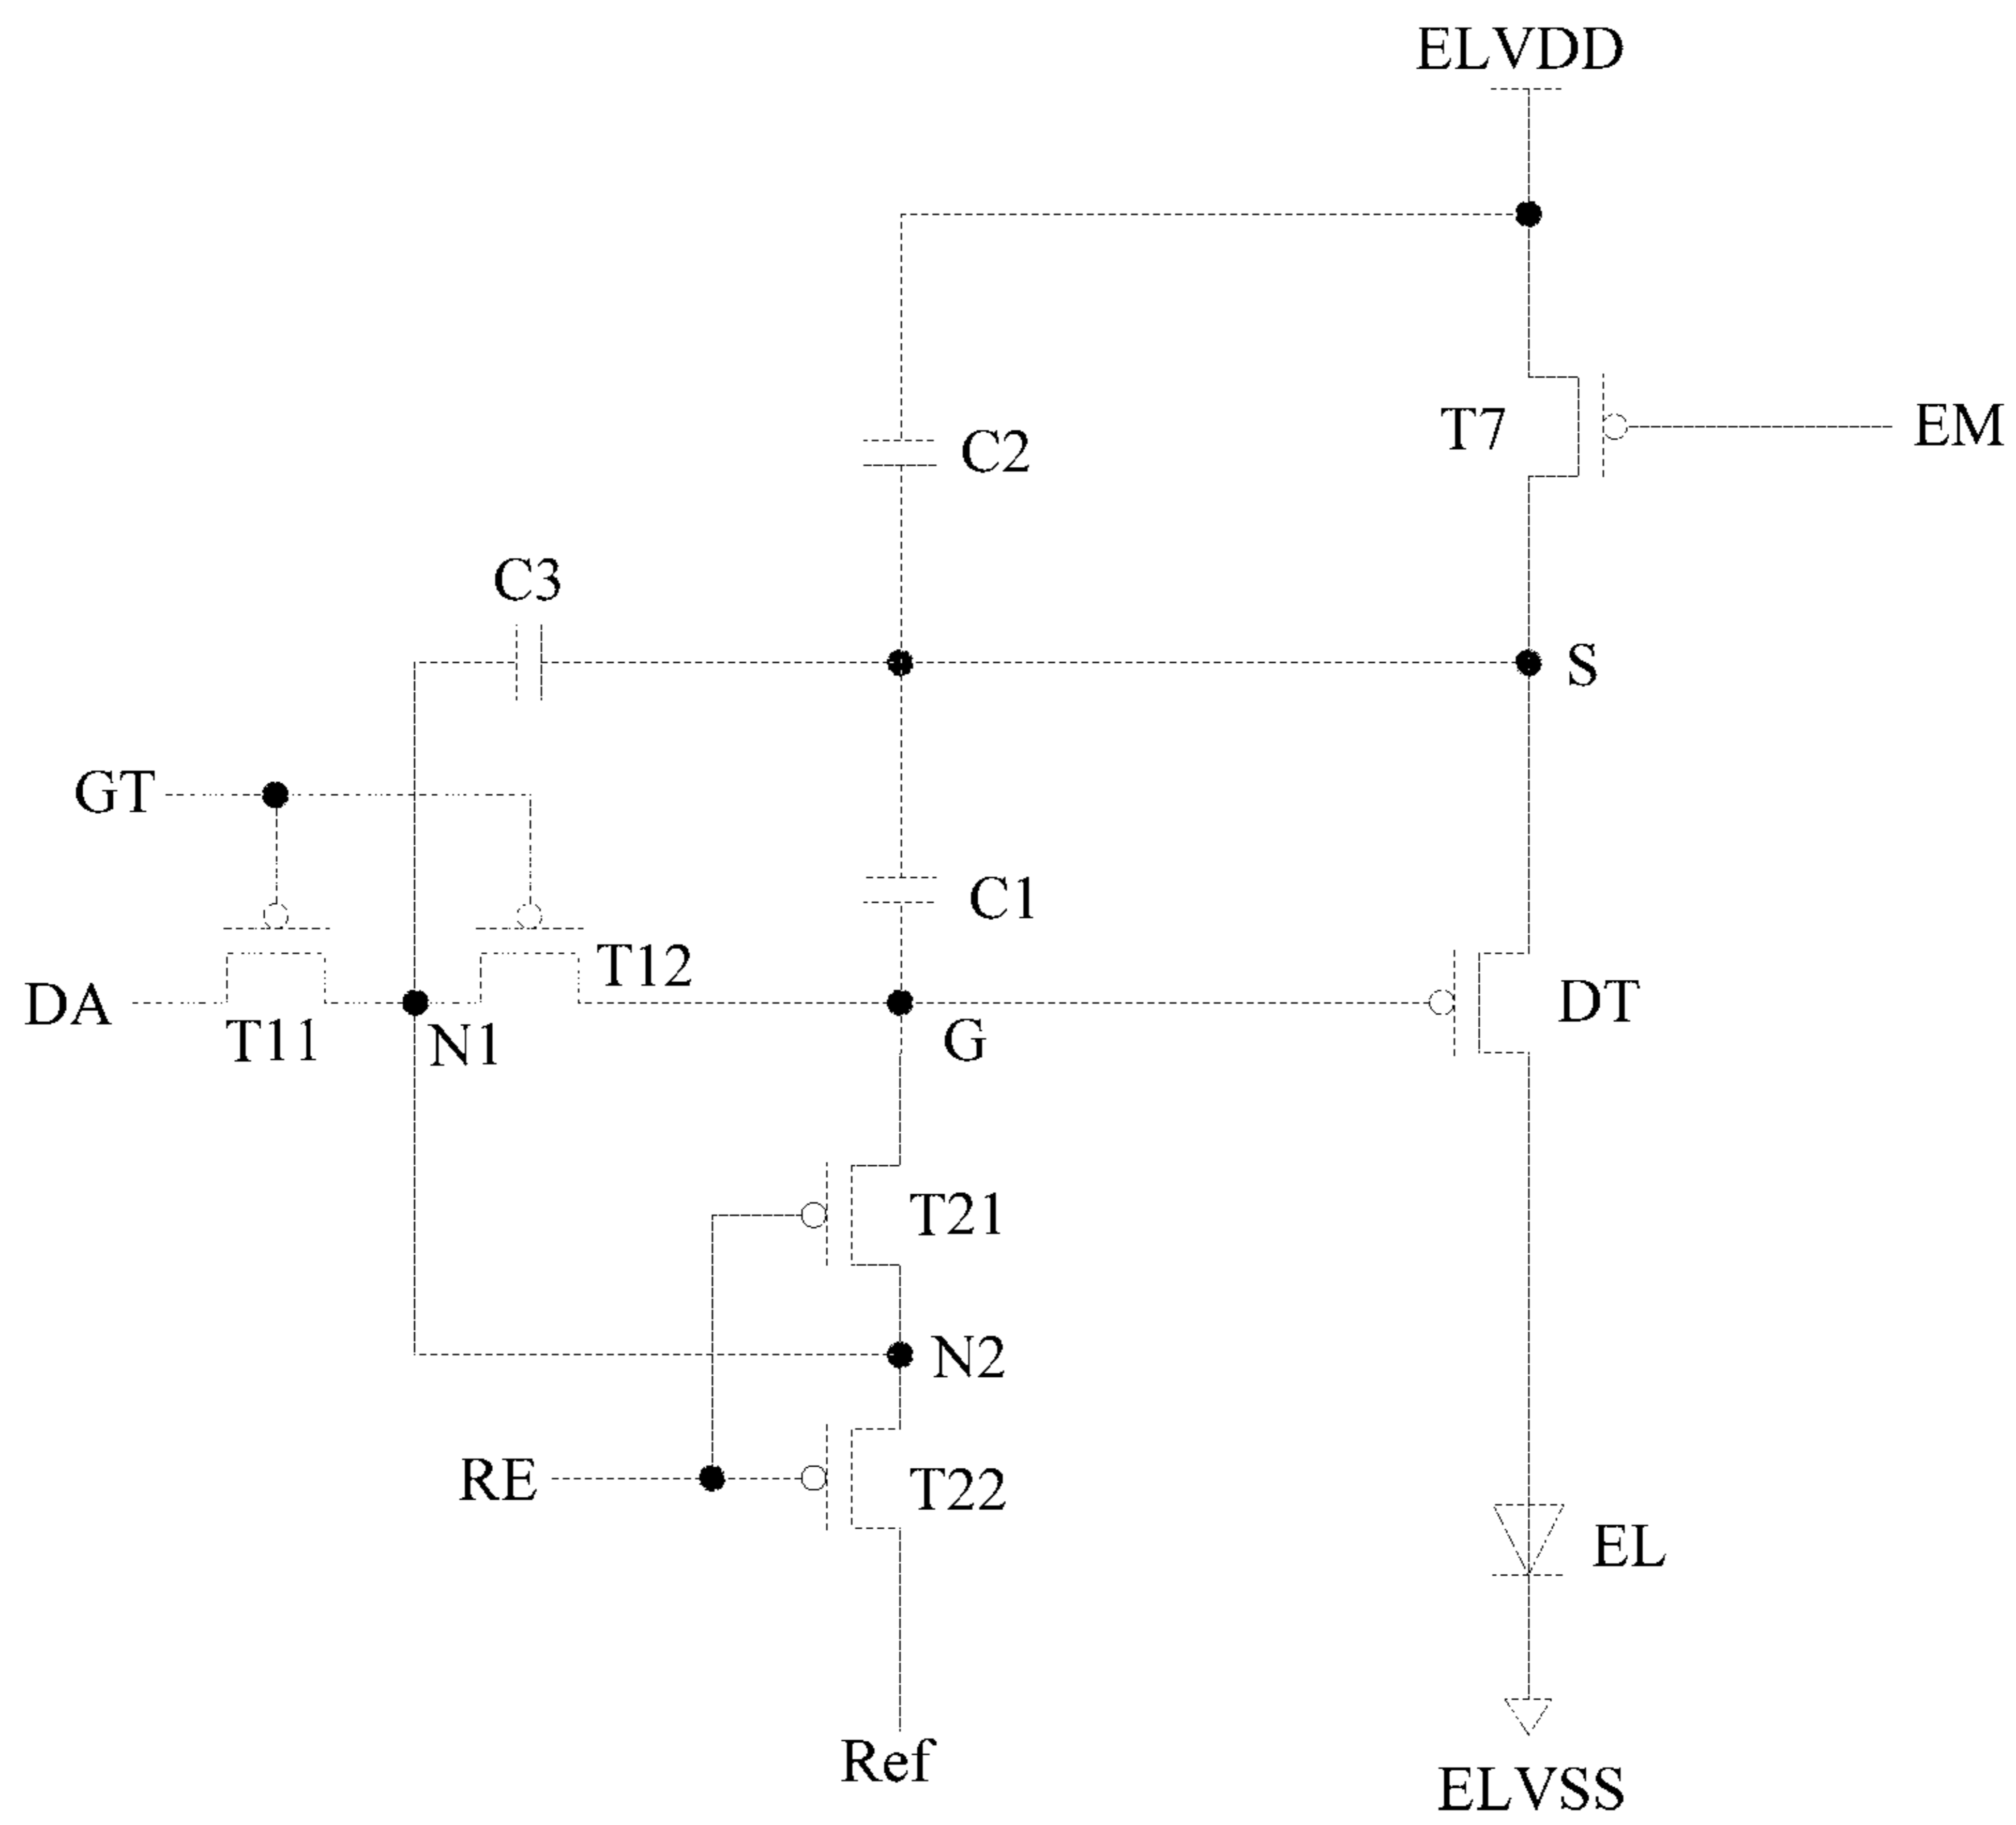 ELVDD
T7
EM
C2
C3
S
GT
C1
T12
DA
T11
N1
G
DT
T21
N2
RE
T22
EL
Ref
ELVSS